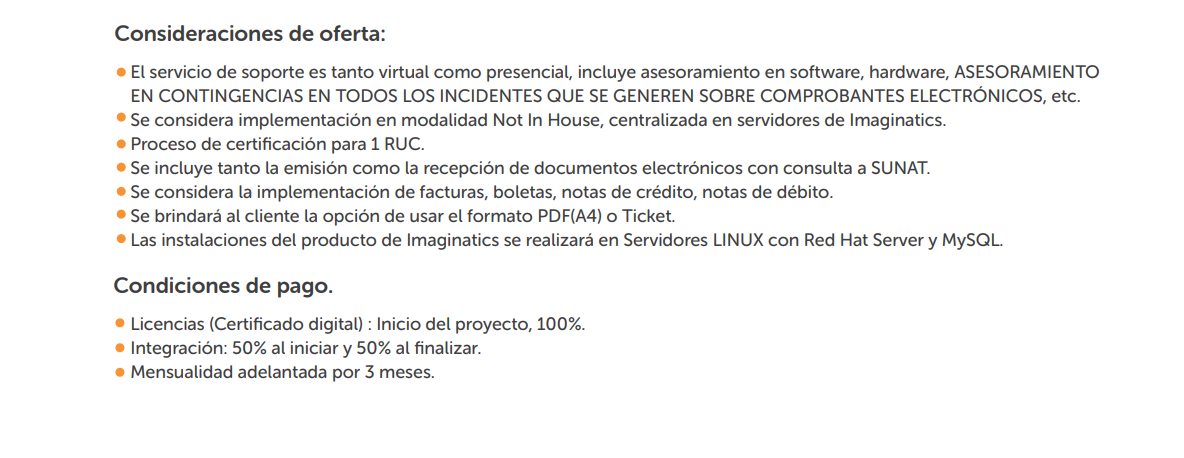 Consideraciones de oferta:
El servicio de soporte es tanto virtual como presencial, incluye asesoramiento en software, hardware, ASESORAMIENTO
EN CONTINGENCIAS EN TODOS LOS INCIDENTES QUE SE GENEREN SOBRE COMPROBANTES ELECTRÓNICOS, etc.
Se considera implementación en modalidad Not In House, centralizada en servidores de Imaginatics.
Proceso de certificación para 1 RUC.
Se incluye tanto la emisión como la recepción de documentos electrónicos con consulta a SUNAT.
Se considera la implementación de facturas, boletas, notas de crédito, notas de débito.
Se brindará al cliente la opción de usar el formato PDF(A4) o Ticket.
Las instalaciones del producto de Imaginatics se realizará en Servidores LINUX con Red Hat Server y MySQL.
Condiciones de pago.
Licencias (Certificado digital) : Inicio del proyecto, 100%.
Integración: 50% al iniciar y 50% al finalizar.
Mensualidad adelantada por 3 meses.